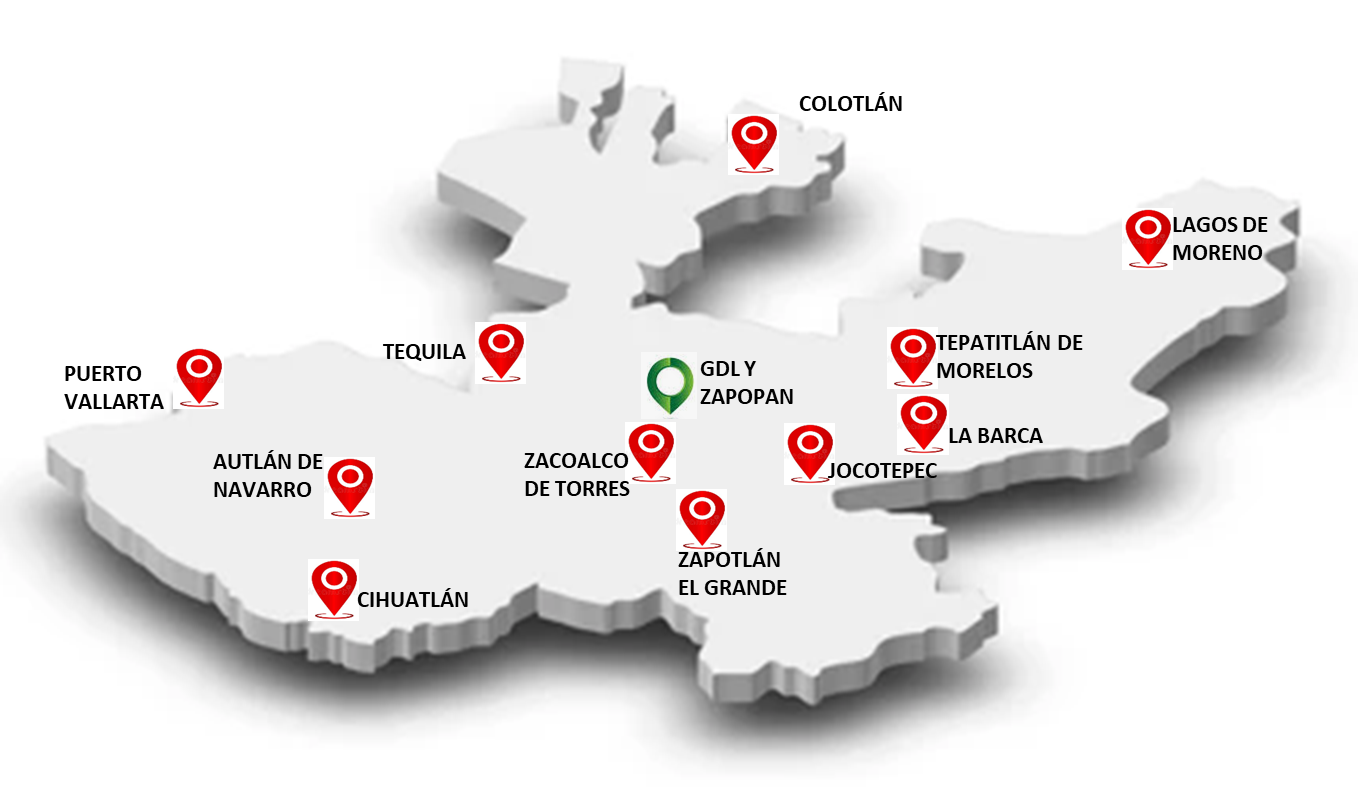 COLOTLÁN
LAGOS DE
MORENO
TEQUILA
TEPATITLÁN DE
MORELOS
PUERTO
VALLARTA
GDL Y
ZAPOPAN
LA BARCA
AUTLÁN DE
NAVARRO
ZACOALCO
DE TORRES
JOCOTEPEC
ZAPOTLÁN
EL GRANDE
CIHUATLÁN